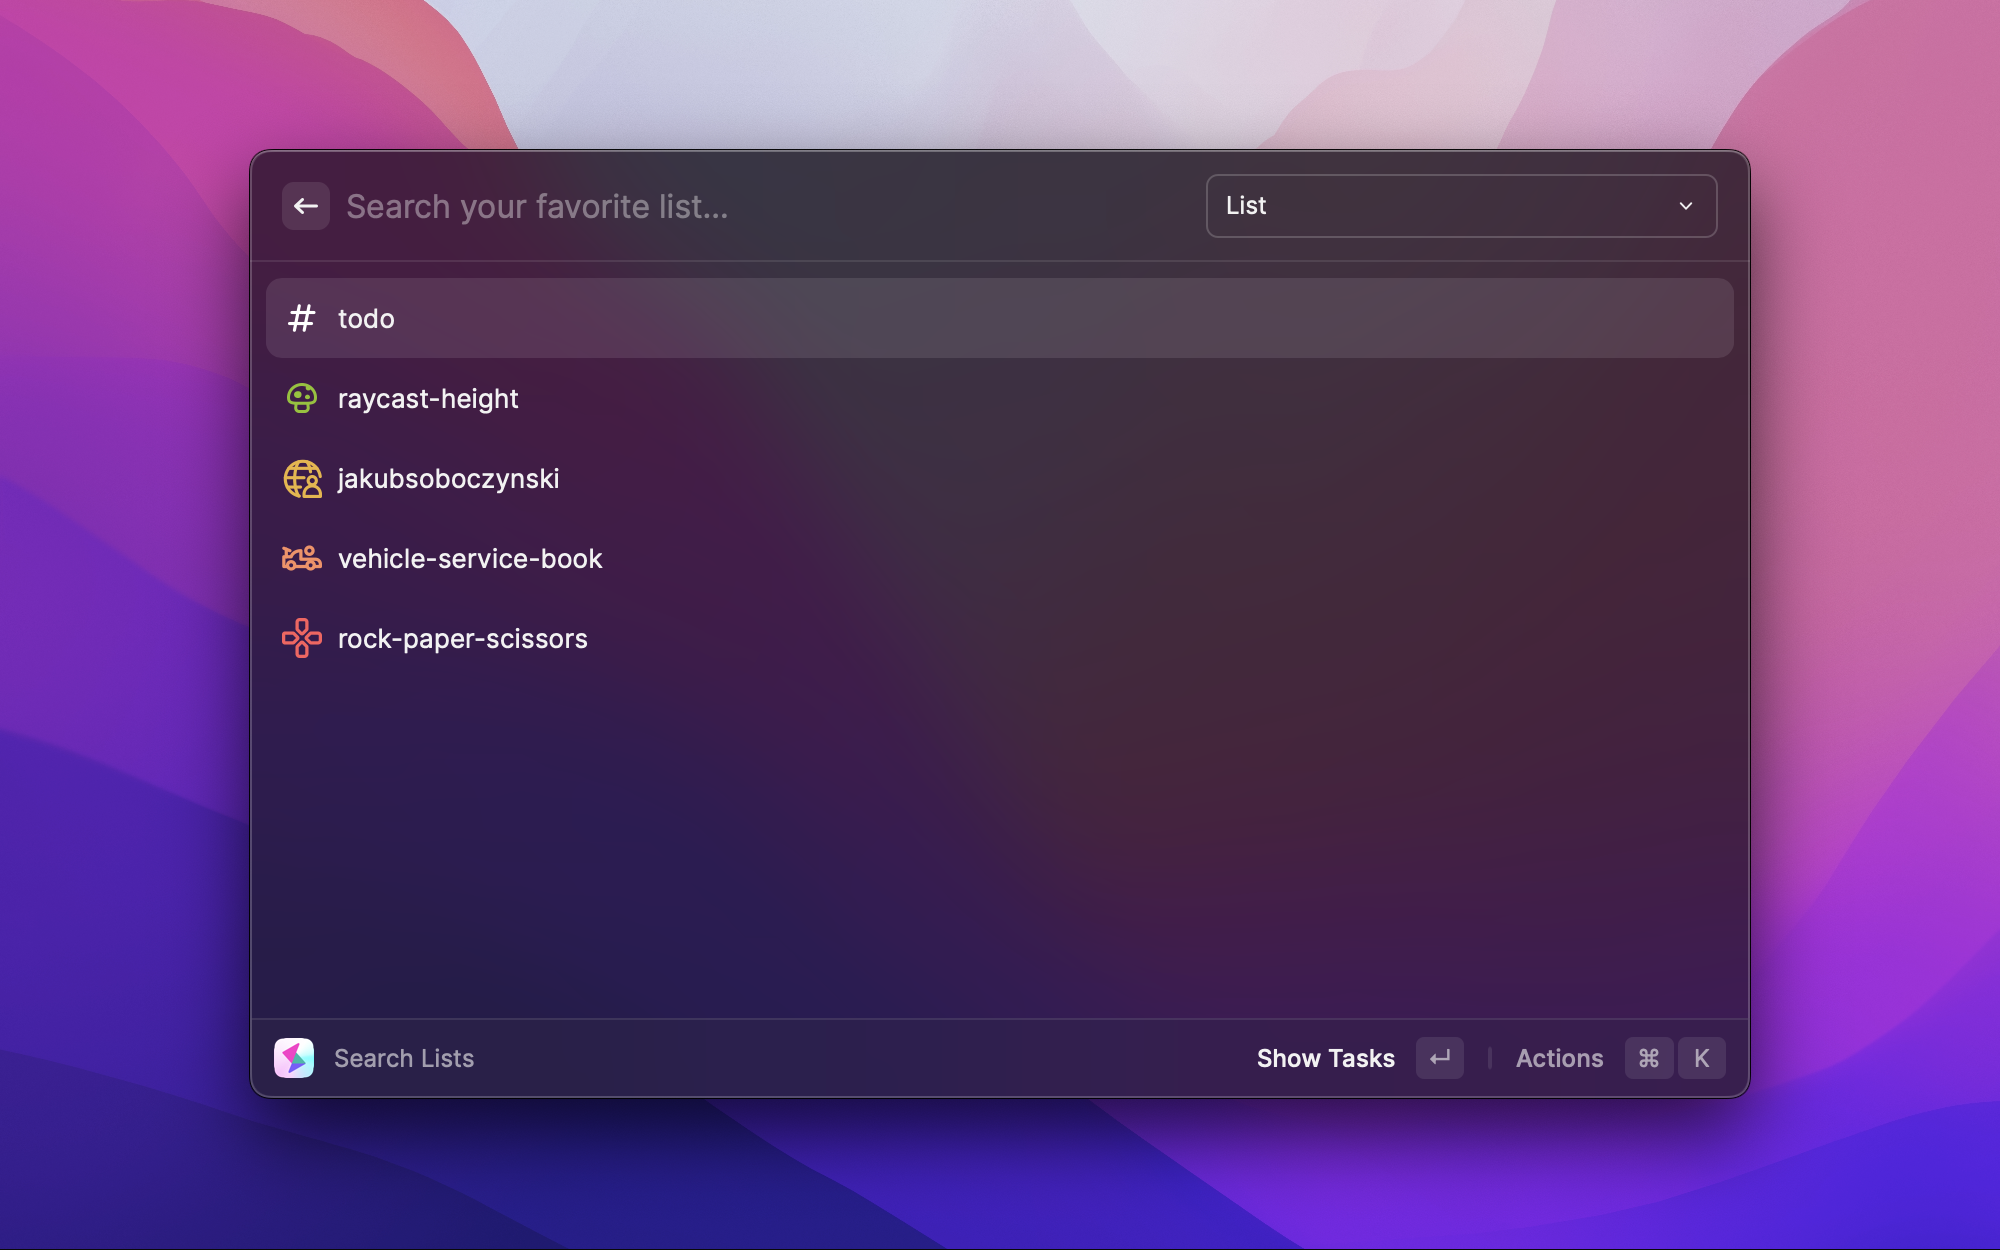 Search your favorite list...
List
# todo
raycast-height
jakubsoboczynski
vehicle-service-book
rock-paper-scissors
Search Lists
Show Tasks ↵
Actions ⌘ K